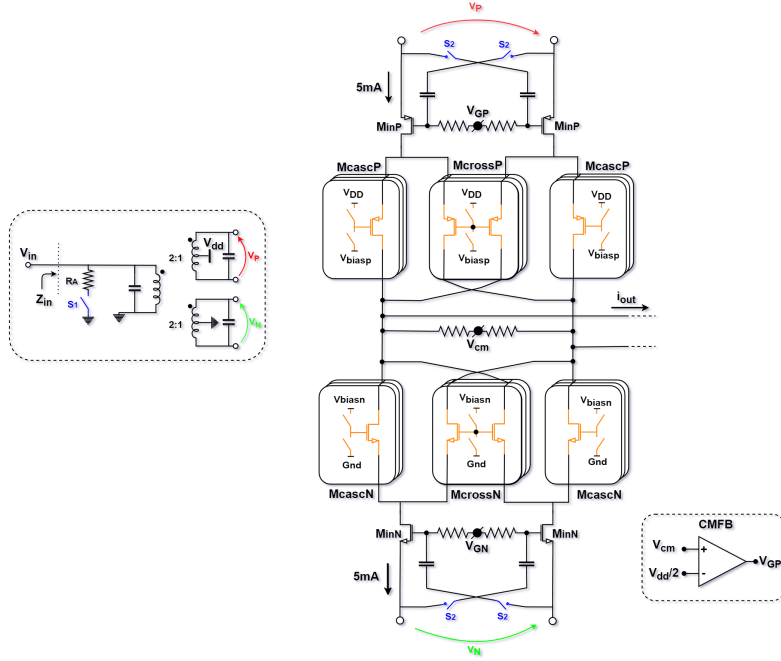 VP
S2 S2
5mA
VGP
MinP MinP
McascP McrossP McascP
VDD VDD VDD
Vbiasp Vbiasp Vbiasp
Vin
2:1 Vdd VP
RA
Zin S1
2:1 VN
iout
Vcm
Vbiasn Vbiasn Vbiasn
Gnd Gnd Gnd
McascN McrossN McascN
MinN MinN
VGN
5mA
S2 S2
VN
CMFB
Vcm + VGP
Vdd/2 -